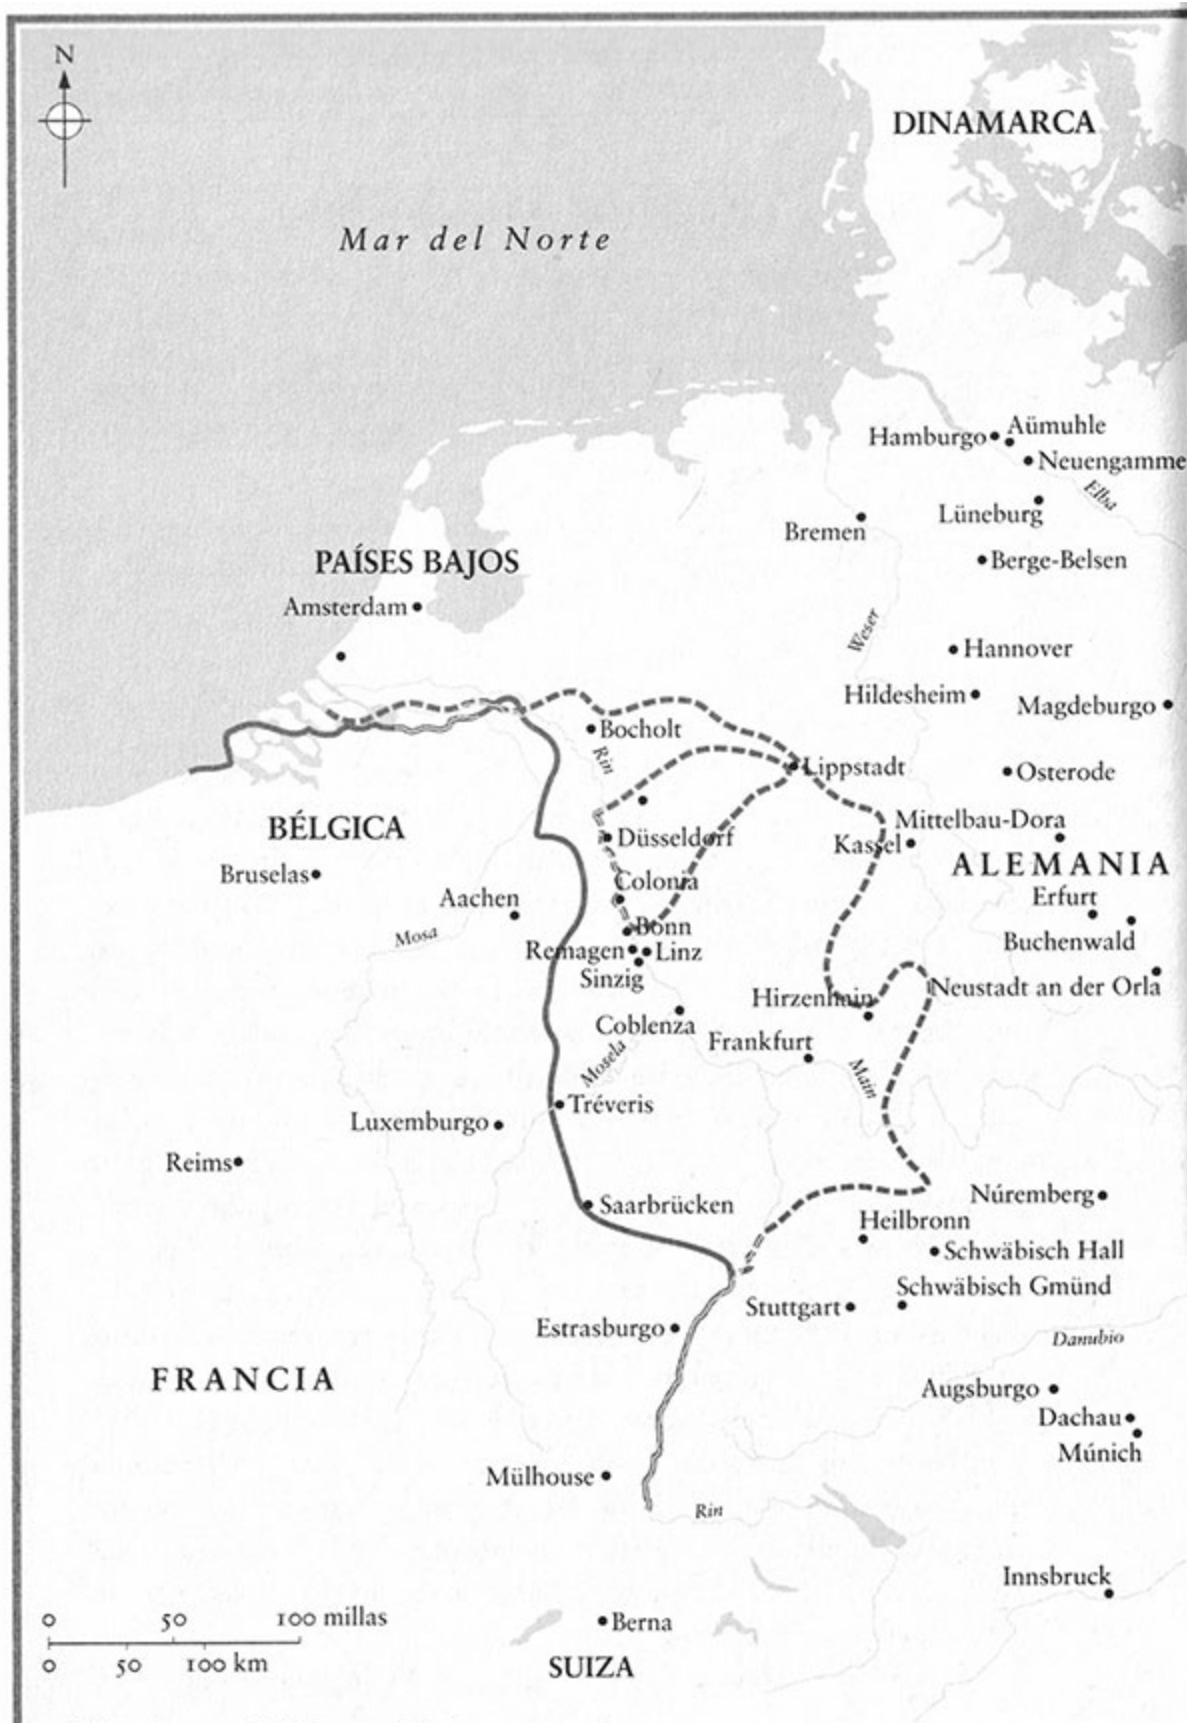 N
DINAMARCA
Mar del Norte
Hamburgo
Aümuhle
Neuengamme
Elba
Lüneburg
Bremen
Berge-Belsen
PAÍSES BAJOS
Amsterdam
Weser
Hannover
Hildesheim
Magdeburgo
Bocholt
Rin
Lippstadt
Osterode
BÉLGICA
Düsseldorf
Mittelbau-Dora
Kassel
ALEMANIA
Bruselas
Colonia
Aachen
Erfurt
Mosa
Bonn
Buchenwald
Remagen
Linz
Sinzig
Neustadt an der Orla
Hirzenhain
Coblenza
Frankfurt
Mosela
Main
Tréveris
Luxemburgo
Reims
Saarbrücken
Núremberg
Heilbronn
Schwäbisch Hall
Schwäbisch Gmünd
Stuttgart
Estrasburgo
Danubio
FRANCIA
Augsburgo
Dachau
Múnich
Mülhouse
Rin
Innsbruck
0 50 100 millas
Berna
0 50 100 km
SUIZA